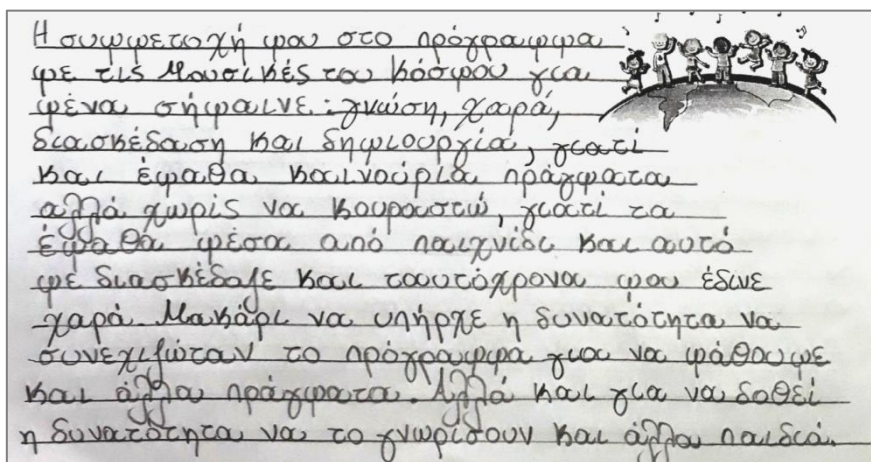 Η συμμετοχή μου στο πρόγραμμα
με τις Μουσικές του Κόσμου για
μένα σήμαινε: γνώση, χαρά,
διασκέδαση και δημιουργία, γιατί
και έμαθα καινούρια πράγματα
αλλά χωρίς να κουραστώ, γιατί τα
έμαθα μέσα από παιχνίδι και αυτό
με διασκέδαζε και ταυτόχρονα μου έδινε
χαρά. Μακάρι να υπήρχε η δυνατότητα να
συνεχιζώταν το πρόγραμμα για να μάθουμε
και άλλα πράγματα. Αλλά και για να δοθεί
η δυνατότητα να το γνωρίσουν και άλλα παιδιά.